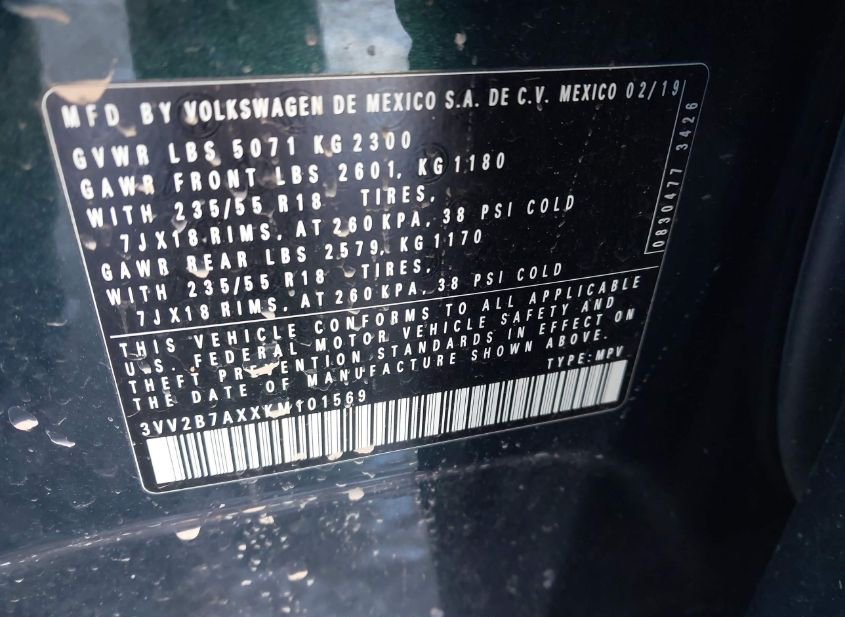 MFD BY VOLKSWAGEN DE MEXICO S.A. DE C.V. MEXICO 02/19
GVWR LBS 5071 KG 2300
GAWR FRONT LBS 2601, KG 1180
WITH 235/55 R18 TIRES,
7JX18 RIMS, AT 260 KPA, 38 PSI COLD
GAWR REAR LBS 2579, KG 1170
WITH 235/55 R18 TIRES,
7JX18 RIMS, AT 260 KPA, 38 PSI COLD
0830477 3426
THIS VEHICLE CONFORMS TO ALL APPLICABLE
U.S. FEDERAL MOTOR VEHICLE SAFETY AND
THEFT PREVENTION STANDARDS IN EFFECT ON
THE DATE OF MANUFACTURE SHOWN ABOVE.
3VV2B7AXXKM101569 TYPE: MPV